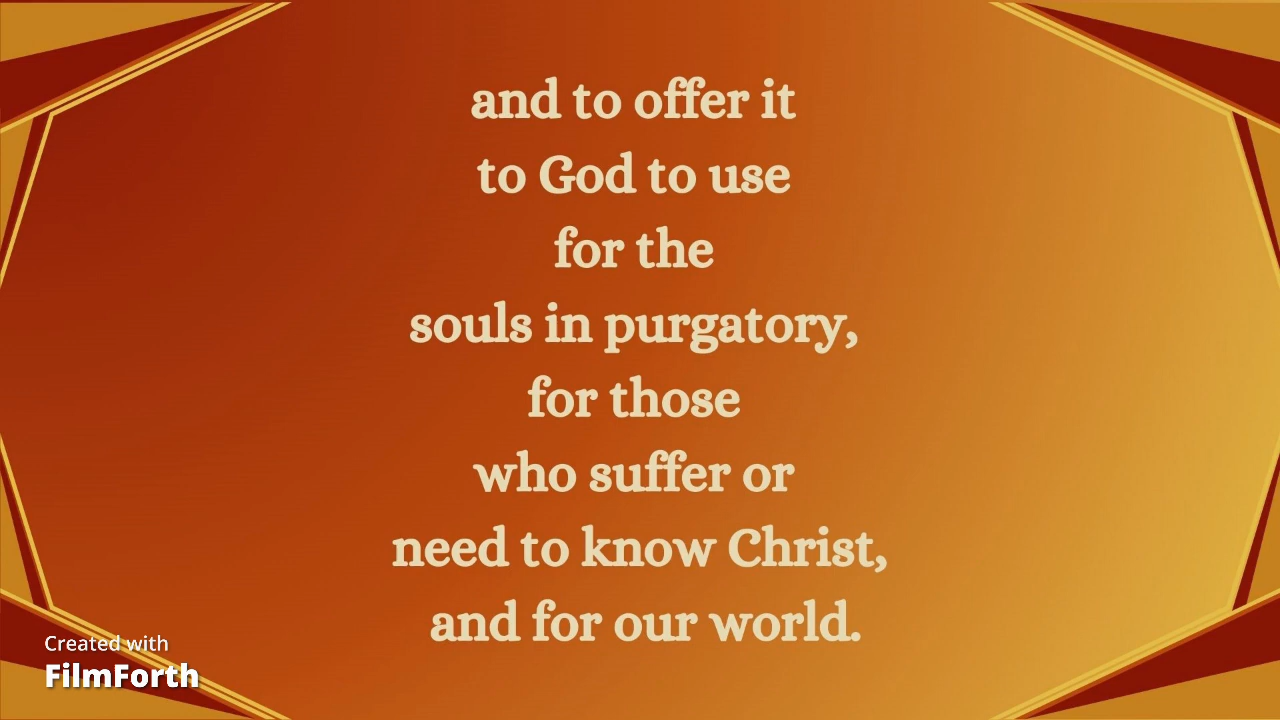 and to offer it
to God to use
for the
souls in purgatory,
for those
who suffer or
need to know Christ,
and for our world.
Created with
FilmForth